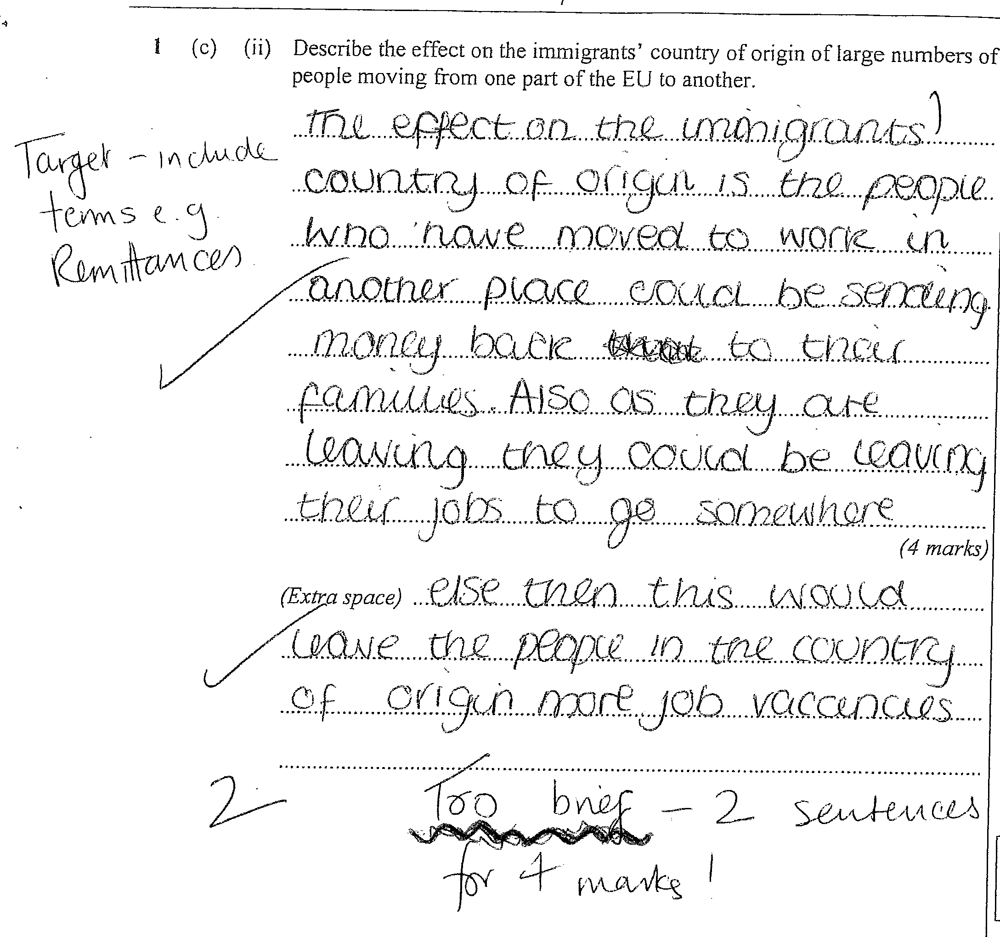 1 (c) (ii) Describe the effect on the immigrants' country of origin of large numbers of
people moving from one part of the EU to another.
The effect on the immigrants'
Target - include
country of origin is the people
terms e.g.
who have moved to work in
Remittances
another place could be sending
money back to their
families. Also as they are
leaving they could be leaving
their jobs to go somewhere
(4 marks)
(Extra space) else then this would
leave the people in the country
of origin more job vaccancies
2 Too brief - 2 sentences
for 4 marks!